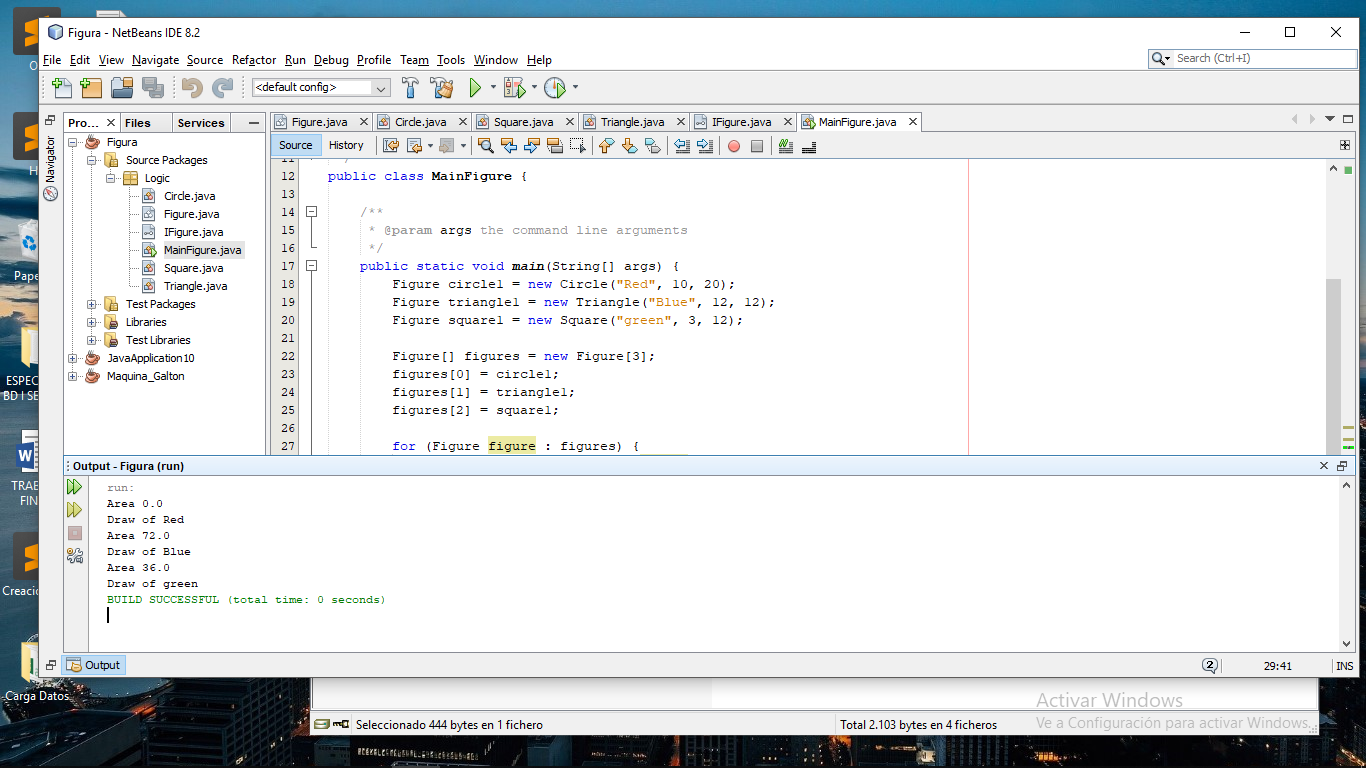 Figura - NetBeans IDE 8.2
File Edit View Navigate Source Refactor Run Debug Profile Team Tools Window Help
Search (Ctrl+I)
<default config>
Pro... Files Services
Navigator
Figura
Source Packages
Logic
Circle.java
Figure.java
IFigure.java
MainFigure.java
Square.java
Triangle.java
Test Packages
Libraries
Test Libraries
JavaApplication10
Maquina_Galton
Figure.java Circle.java Square.java Triangle.java IFigure.java MainFigure.java
Source History
11
12 public class MainFigure {
13
14 /**
15 * @param args the command line arguments
16 */
17 public static void main(String[] args) {
18 Figure circle1 = new Circle("Red", 10, 20);
19 Figure triangle1 = new Triangle("Blue", 12, 12);
20 Figure square1 = new Square("green", 3, 12);
21
22 Figure[] figures = new Figure[3];
23 figures[0] = circle1;
24 figures[1] = triangle1;
25 figures[2] = square1;
26
27 for (Figure figure : figures) {
Output - Figura (run)
run:
Area 0.0
Draw of Red
Area 72.0
Draw of Blue
Area 36.0
Draw of green
BUILD SUCCESSFUL (total time: 0 seconds)
Output
2
29:41
INS
Pape
ESPEC
BD I SE
W
TRAE
FIN
Creacio
Carga Datos
Activar Windows
Ve a Configuración para activar Windows.
Seleccionado 444 bytes en 1 fichero
Total 2.103 bytes en 4 ficheros